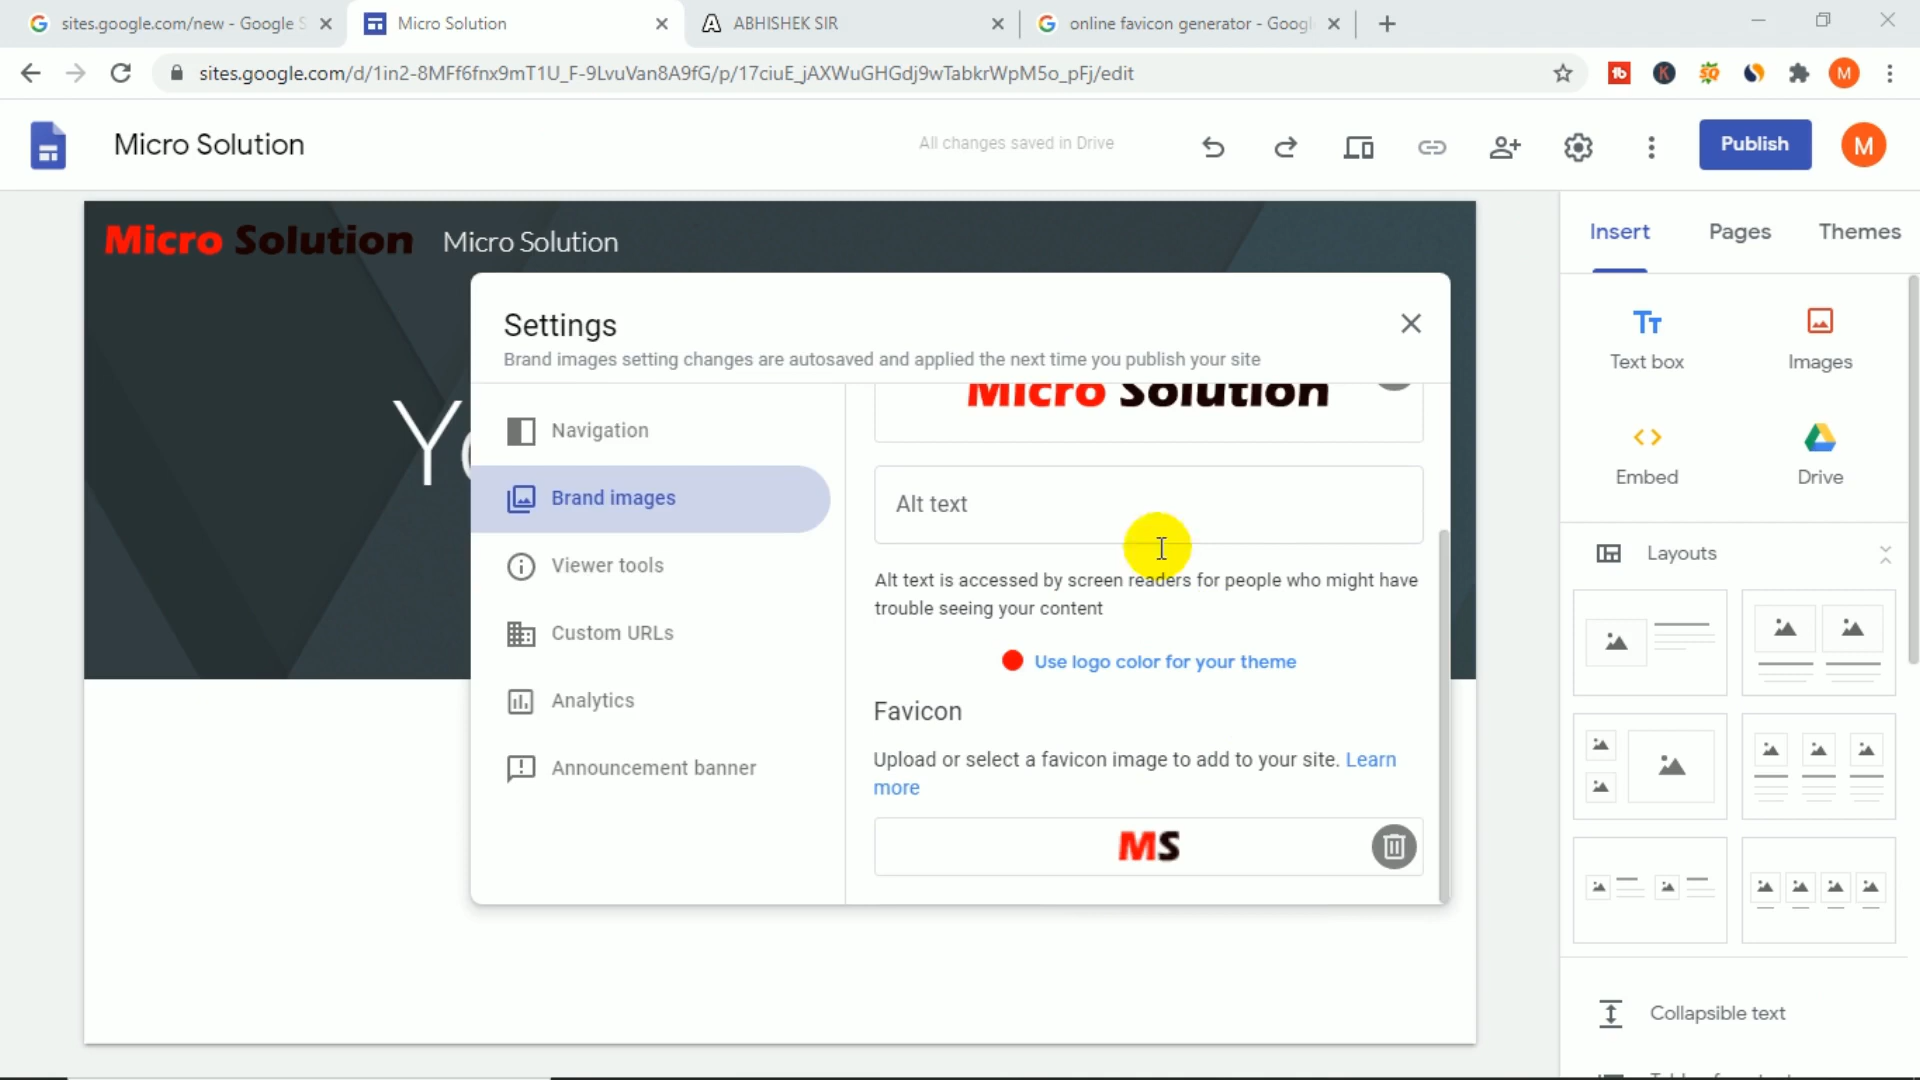 sites.google.com/new - Google S
Micro Solution
ABHISHEK SIR
online favicon generator - Googl
sites.google.com/d/1in2-8MFf6fnx9mT1U_F-9LvuVan8A9fG/p/17ciuE_jAXWuGHGdj9wTabkrWpM5o_pFj/edit
M
Micro Solution
All changes saved in Drive
Publish
M
Micro Solution
Micro Solution
Insert
Pages
Themes
Settings
Brand images setting changes are autosaved and applied the next time you publish your site
Navigation
Brand images
Viewer tools
Custom URLs
Analytics
Announcement banner
Micro Solution
Alt text
Alt text is accessed by screen readers for people who might have
trouble seeing your content
Use logo color for your theme
Favicon
Upload or select a favicon image to add to your site. Learn
more
MS
Text box
Images
Embed
Drive
Layouts
Collapsible text